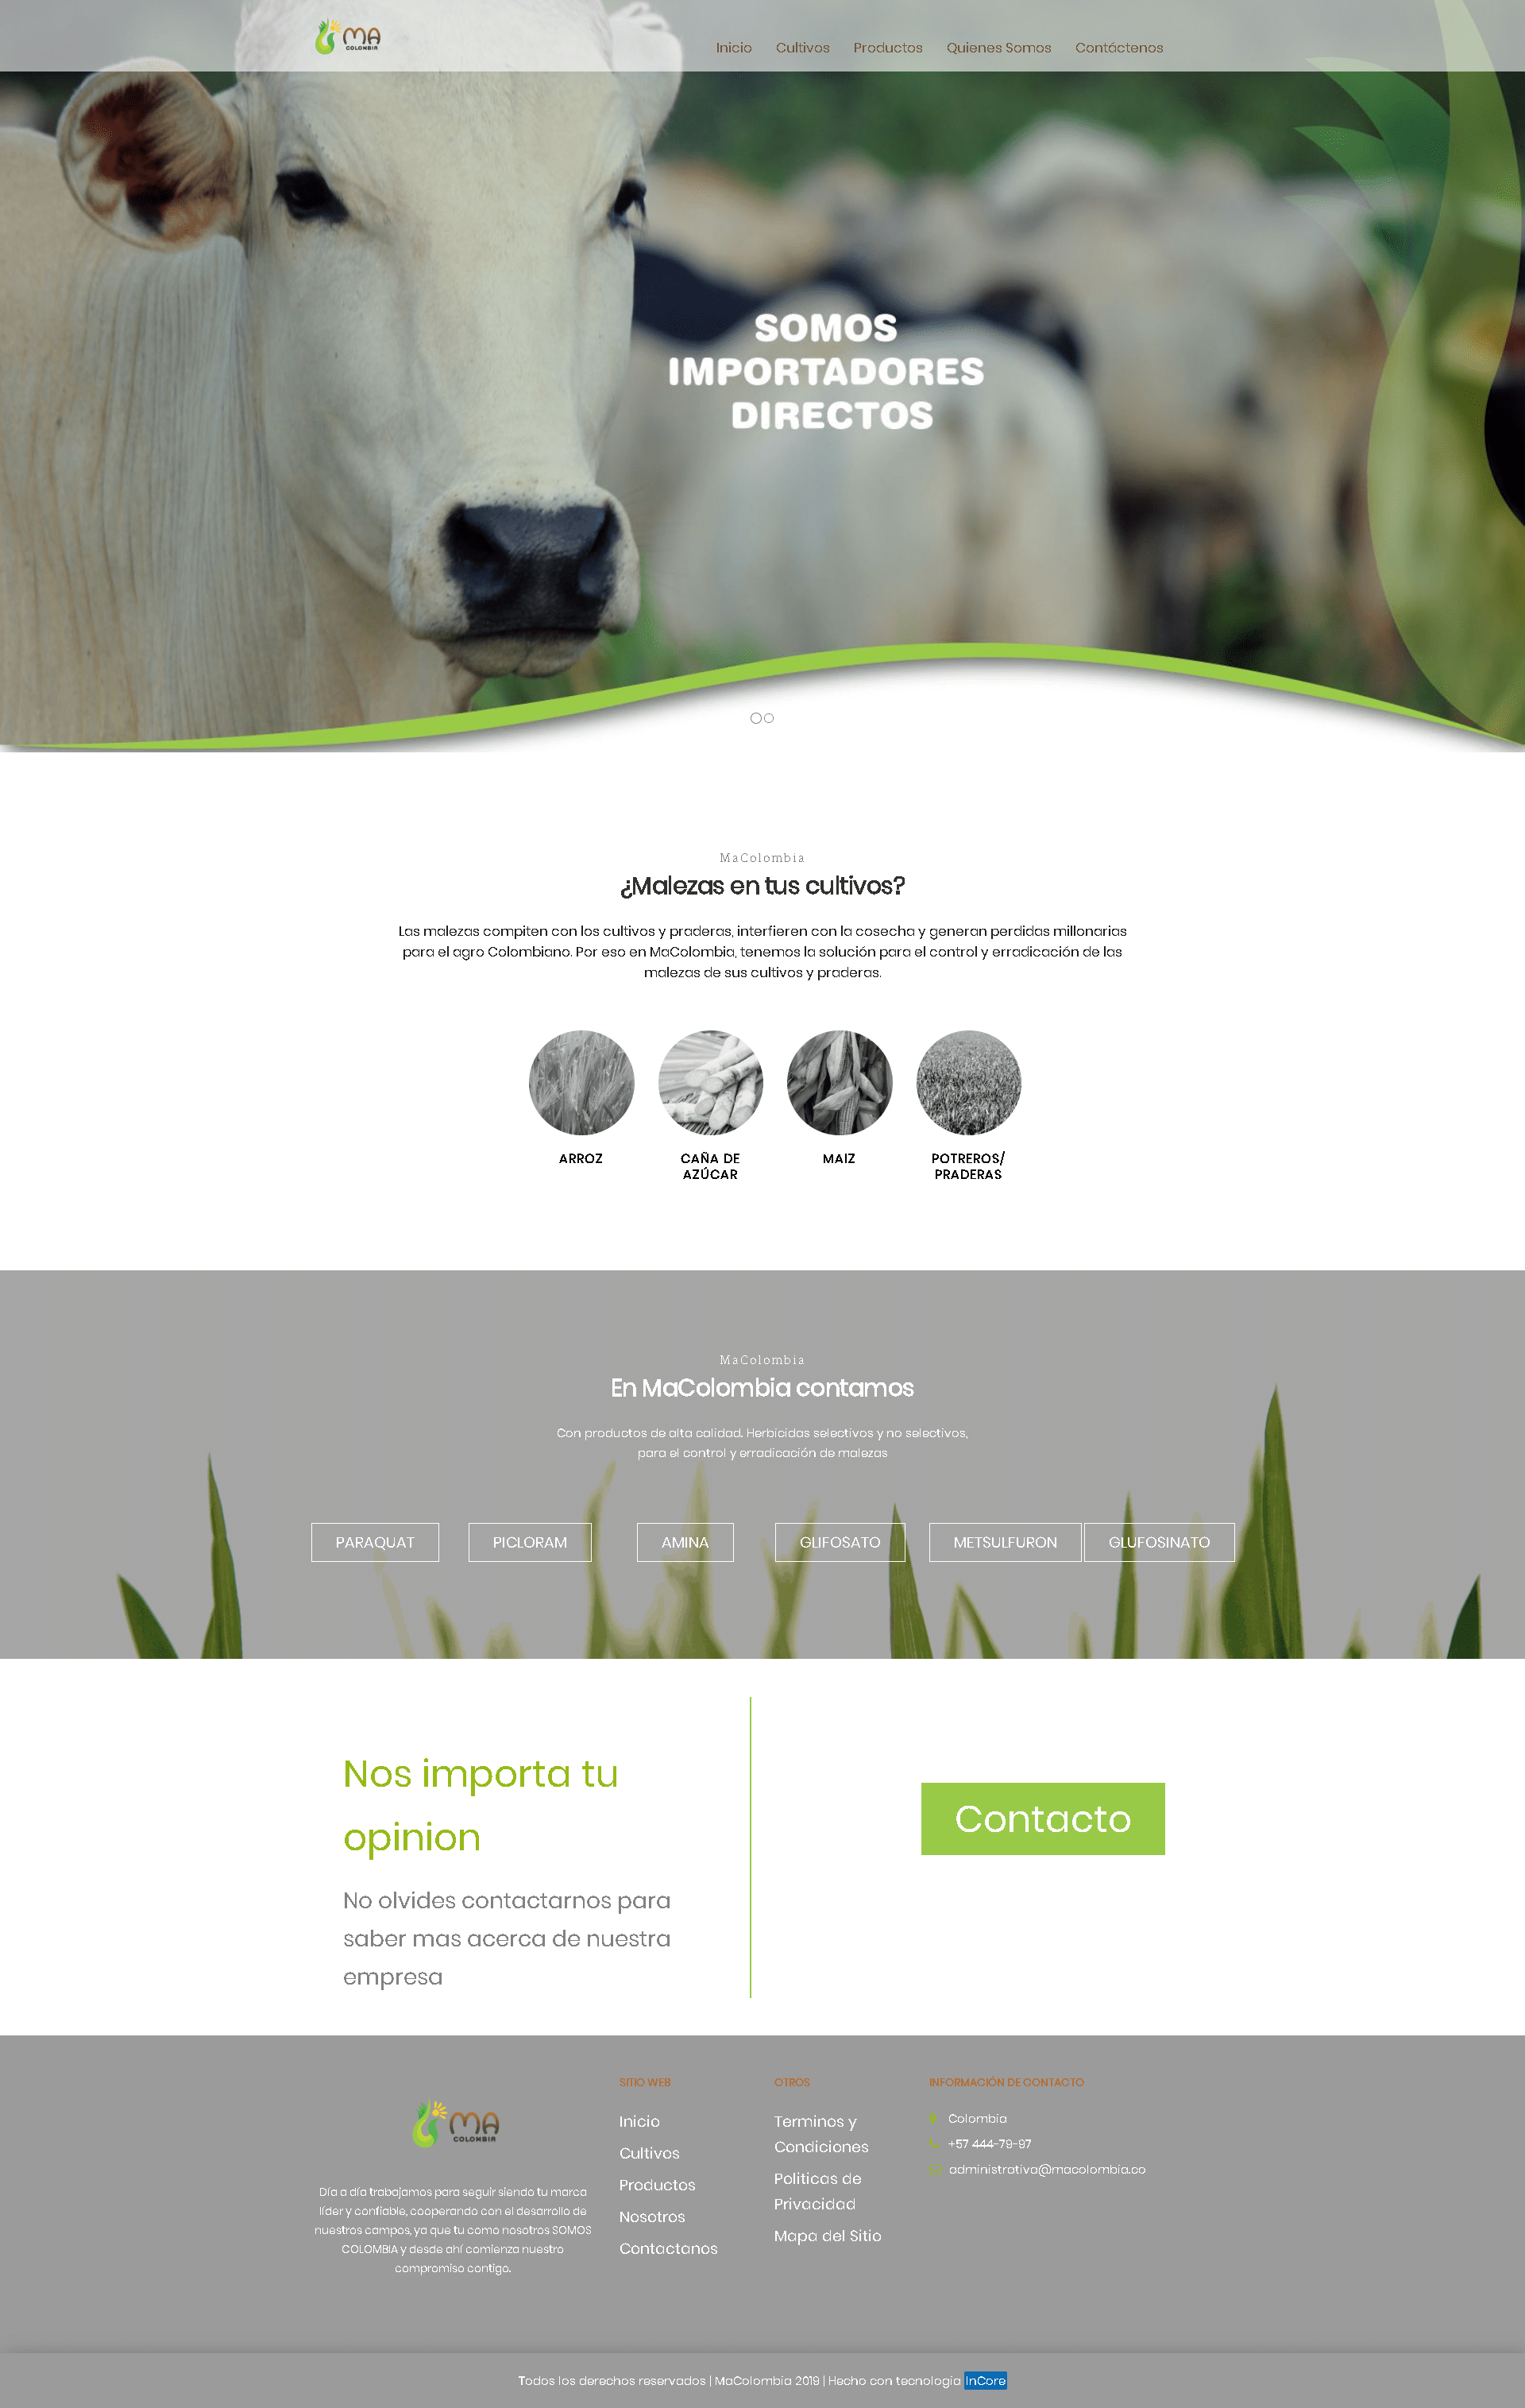 MA
COLOMBIA
Inicio
Cultivos
Productos
Quienes Somos
Contáctenos
SOMOS
IMPORTADORES
DIRECTOS
MaColombia
¿Malezas en tus cultivos?
Las malezas compiten con los cultivos y praderas, interfieren con la cosecha y generan perdidas millonarias
para el agro Colombiano. Por eso en MaColombia, tenemos la solución para el control y erradicación de las
malezas de sus cultivos y praderas.
ARROZ
CAÑA DE
AZÚCAR
MAIZ
POTREROS/
PRADERAS
MaColombia
En MaColombia contamos
Con productos de alta calidad. Herbicidas selectivos y no selectivos,
para el control y erradicación de malezas
PARAQUAT
PICLORAM
AMINA
GLIFOSATO
METSULFURON
GLUFOSINATO
Nos importa tu
opinion
No olvides contactarnos para
saber mas acerca de nuestra
empresa
Contacto
MA
COLOMBIA
Día a día trabajamos para seguir siendo tu marca
líder y confiable, cooperando con el desarrollo de
nuestros campos, ya que tu como nosotros SOMOS
COLOMBIA y desde ahí comienza nuestro
compromiso contigo.
SITIO WEB
Inicio
Cultivos
Productos
Nosotros
Contactanos
OTROS
Terminos y
Condiciones
Politicas de
Privacidad
Mapa del Sitio
INFORMACIÓN DE CONTACTO
Colombia
+57 444-79-97
administrativa@macolombia.co
Todos los derechos reservados | MaColombia 2019 | Hecho con tecnologia InCore